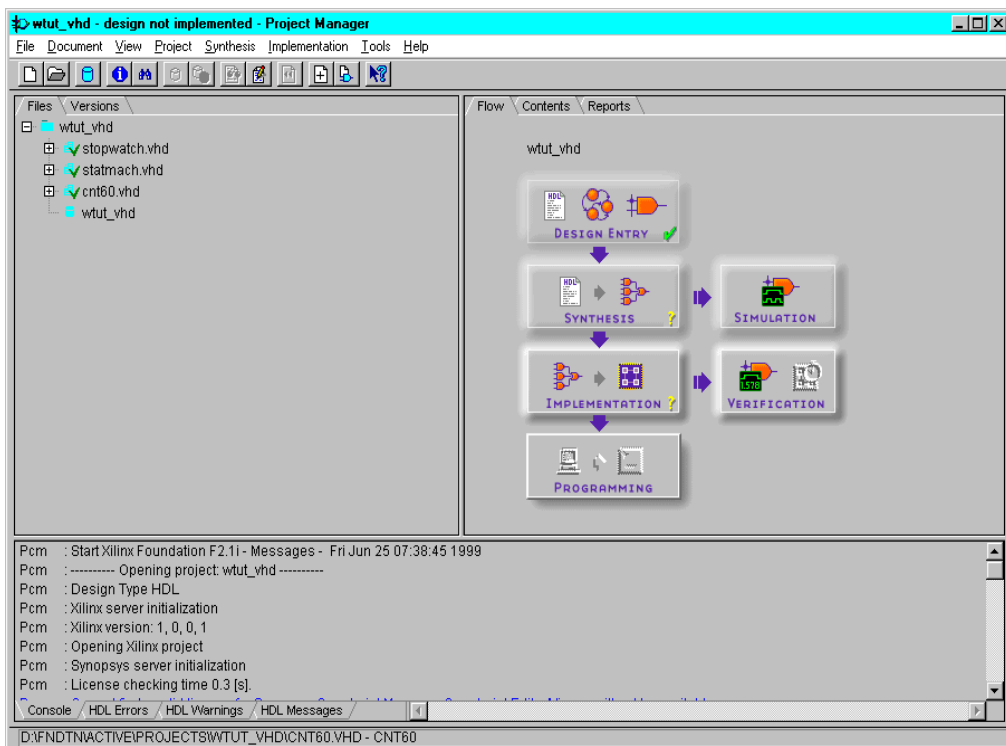 wtut_vhd - design not implemented - Project Manager
File Document View Project Synthesis Implementation Tools Help
Files Versions
wtut_vhd
stopwatch.vhd
statmach.vhd
cnt60.vhd
wtut_vhd
Flow Contents Reports
wtut_vhd
HDL
DESIGN ENTRY
HDL
SYNTHESIS ?
SIMULATION
IMPLEMENTATION ?
1.578
VERIFICATION
PROGRAMMING
Pcm : Start Xilinx Foundation F2.1i - Messages - Fri Jun 25 07:38:45 1999
Pcm : ---------- Opening project: wtut_vhd ----------
Pcm : Design Type HDL
Pcm : Xilinx server initialization
Pcm : Xilinx version: 1, 0, 0, 1
Pcm : Opening Xilinx project
Pcm : Synopsys server initialization
Pcm : License checking time 0.3 [s].
Console HDL Errors HDL Warnings HDL Messages
D:\FNDTN\ACTIVE\PROJECTS\WTUT_VHD\CNT60.VHD - CNT60